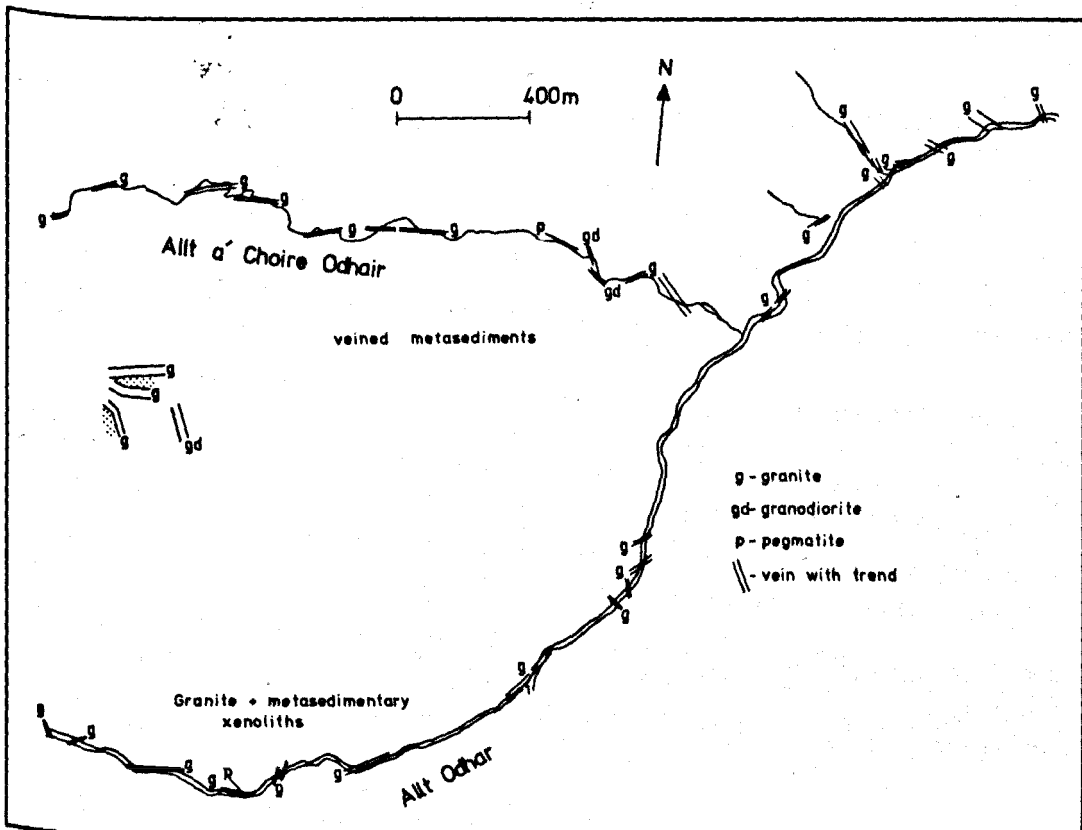 N
0 400m
g
g
g
g
g
g
g
g
g
g
g
g
g
p
gd
gd
g
g
Allt a' Choire Odhair
veined metasediments
g
g
g
gd
g - granite
gd - granodiorite
p - pegmatite
- vein with trend
g
g
g
g
Granite + metasedimentary
xenoliths
g
g
g
g
p
g
g
Allt Odhar